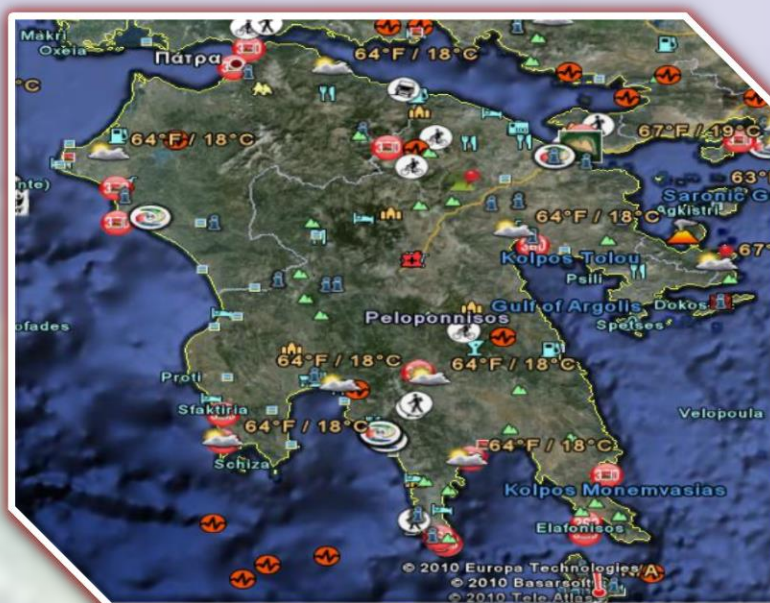 Makri
Oxeia
Πάτρα
64°F / 18°C
°C
64°F / 18°C
67°F / 19°C
nte)
63°
Saronic G
Agkistri
64°F / 18°C
67°
Kolpos Tolou
Psili
Gulf of Argolis
Dokos
Spetses
ofades
Peloponnisos
64°F / 18°C
64°F / 18°C
Proti
Sfaktiria
Velopoula
64°F / 18°C
64°F / 18°C
Schiza
Kolpos Monemvasias
Elafonisos
© 2010 Europa Technologies
A
© 2010 Basarsoft
© 2010 Tele Atlas